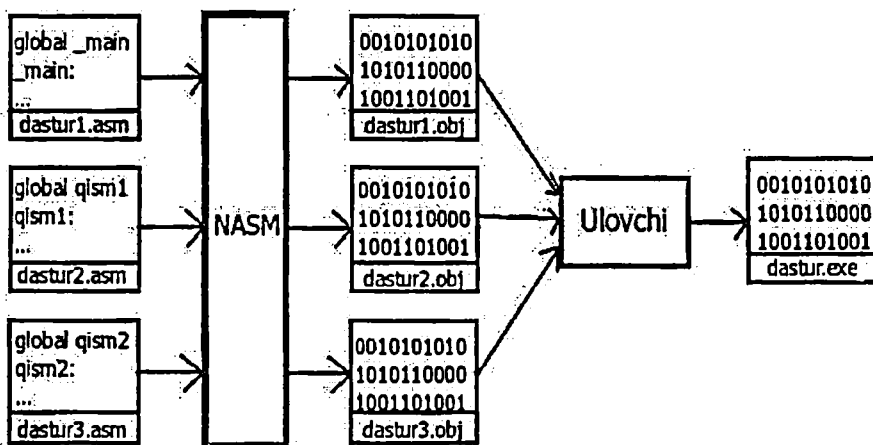 global _main
_main:
...
dastur1.asm
global qism1
qism1:
...
dastur2.asm
global qism2
qism2:
...
dastur3.asm
NASM
0010101010
1010110000
1001101001
dastur1.obj
0010101010
1010110000
1001101001
dastur2.obj
0010101010
1010110000
1001101001
dastur3.obj
Ulovchi
0010101010
1010110000
1001101001
dastur.exe